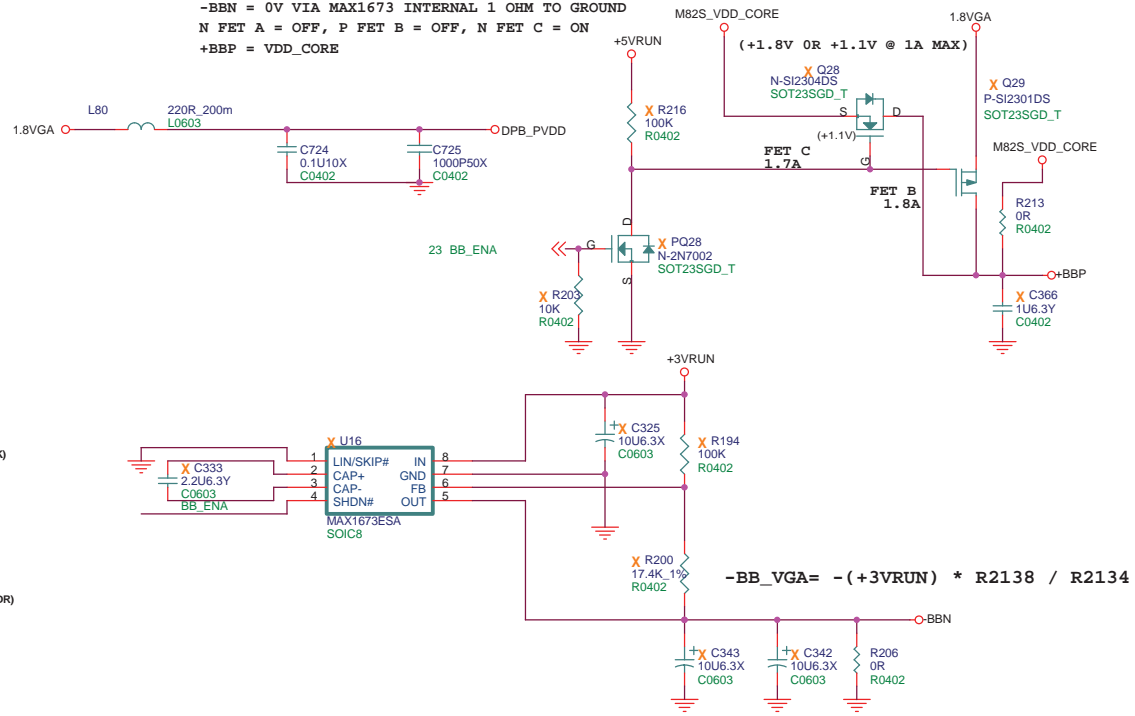 -BBN = 0V VIA MAX1673 INTERNAL 1 OHM TO GROUND
N FET A = OFF, P FET B = OFF, N FET C = ON
+BBP = VDD_CORE
M82S_VDD_CORE
1.8VGA
(+1.8V 0R +1.1V @ 1A MAX)
+5VRUN
X Q28
N-SI2304DS
SOT23SGD_T
X Q29
P-SI2301DS
SOT23SGD_T
L80
220R_200m
L0603
1.8VGA
DPB_PVDD
C724
0.1U10X
C0402
C725
1000P50X
C0402
X R216
100K
R0402
S
D
(+1.1V)
G
FET C
1.7A
FET B
1.8A
M82S_VDD_CORE
R213
0R
R0402
+BBP
X C366
1U6.3Y
C0402
23 BB_ENA
G
D
S
X PQ28
N-2N7002
SOT23SGD_T
X R203
10K
R0402
+3VRUN
K)
X U16
1
2
3
4
LIN/SKIP#
CAP+
CAP-
SHDN#
IN
GND
FB
OUT
8
7
6
5
MAX1673ESA
SOIC8
X C333
2.2U6.3Y
C0603
BB_ENA
+
X C325
10U6.3X
C0603
X R194
100K
R0402
X R200
17.4K_1%
R0402
-BB_VGA= -(+3VRUN) * R2138 / R2134
OR)
-BBN
+
X C343
10U6.3X
C0603
+
X C342
10U6.3X
C0603
R206
0R
R0402